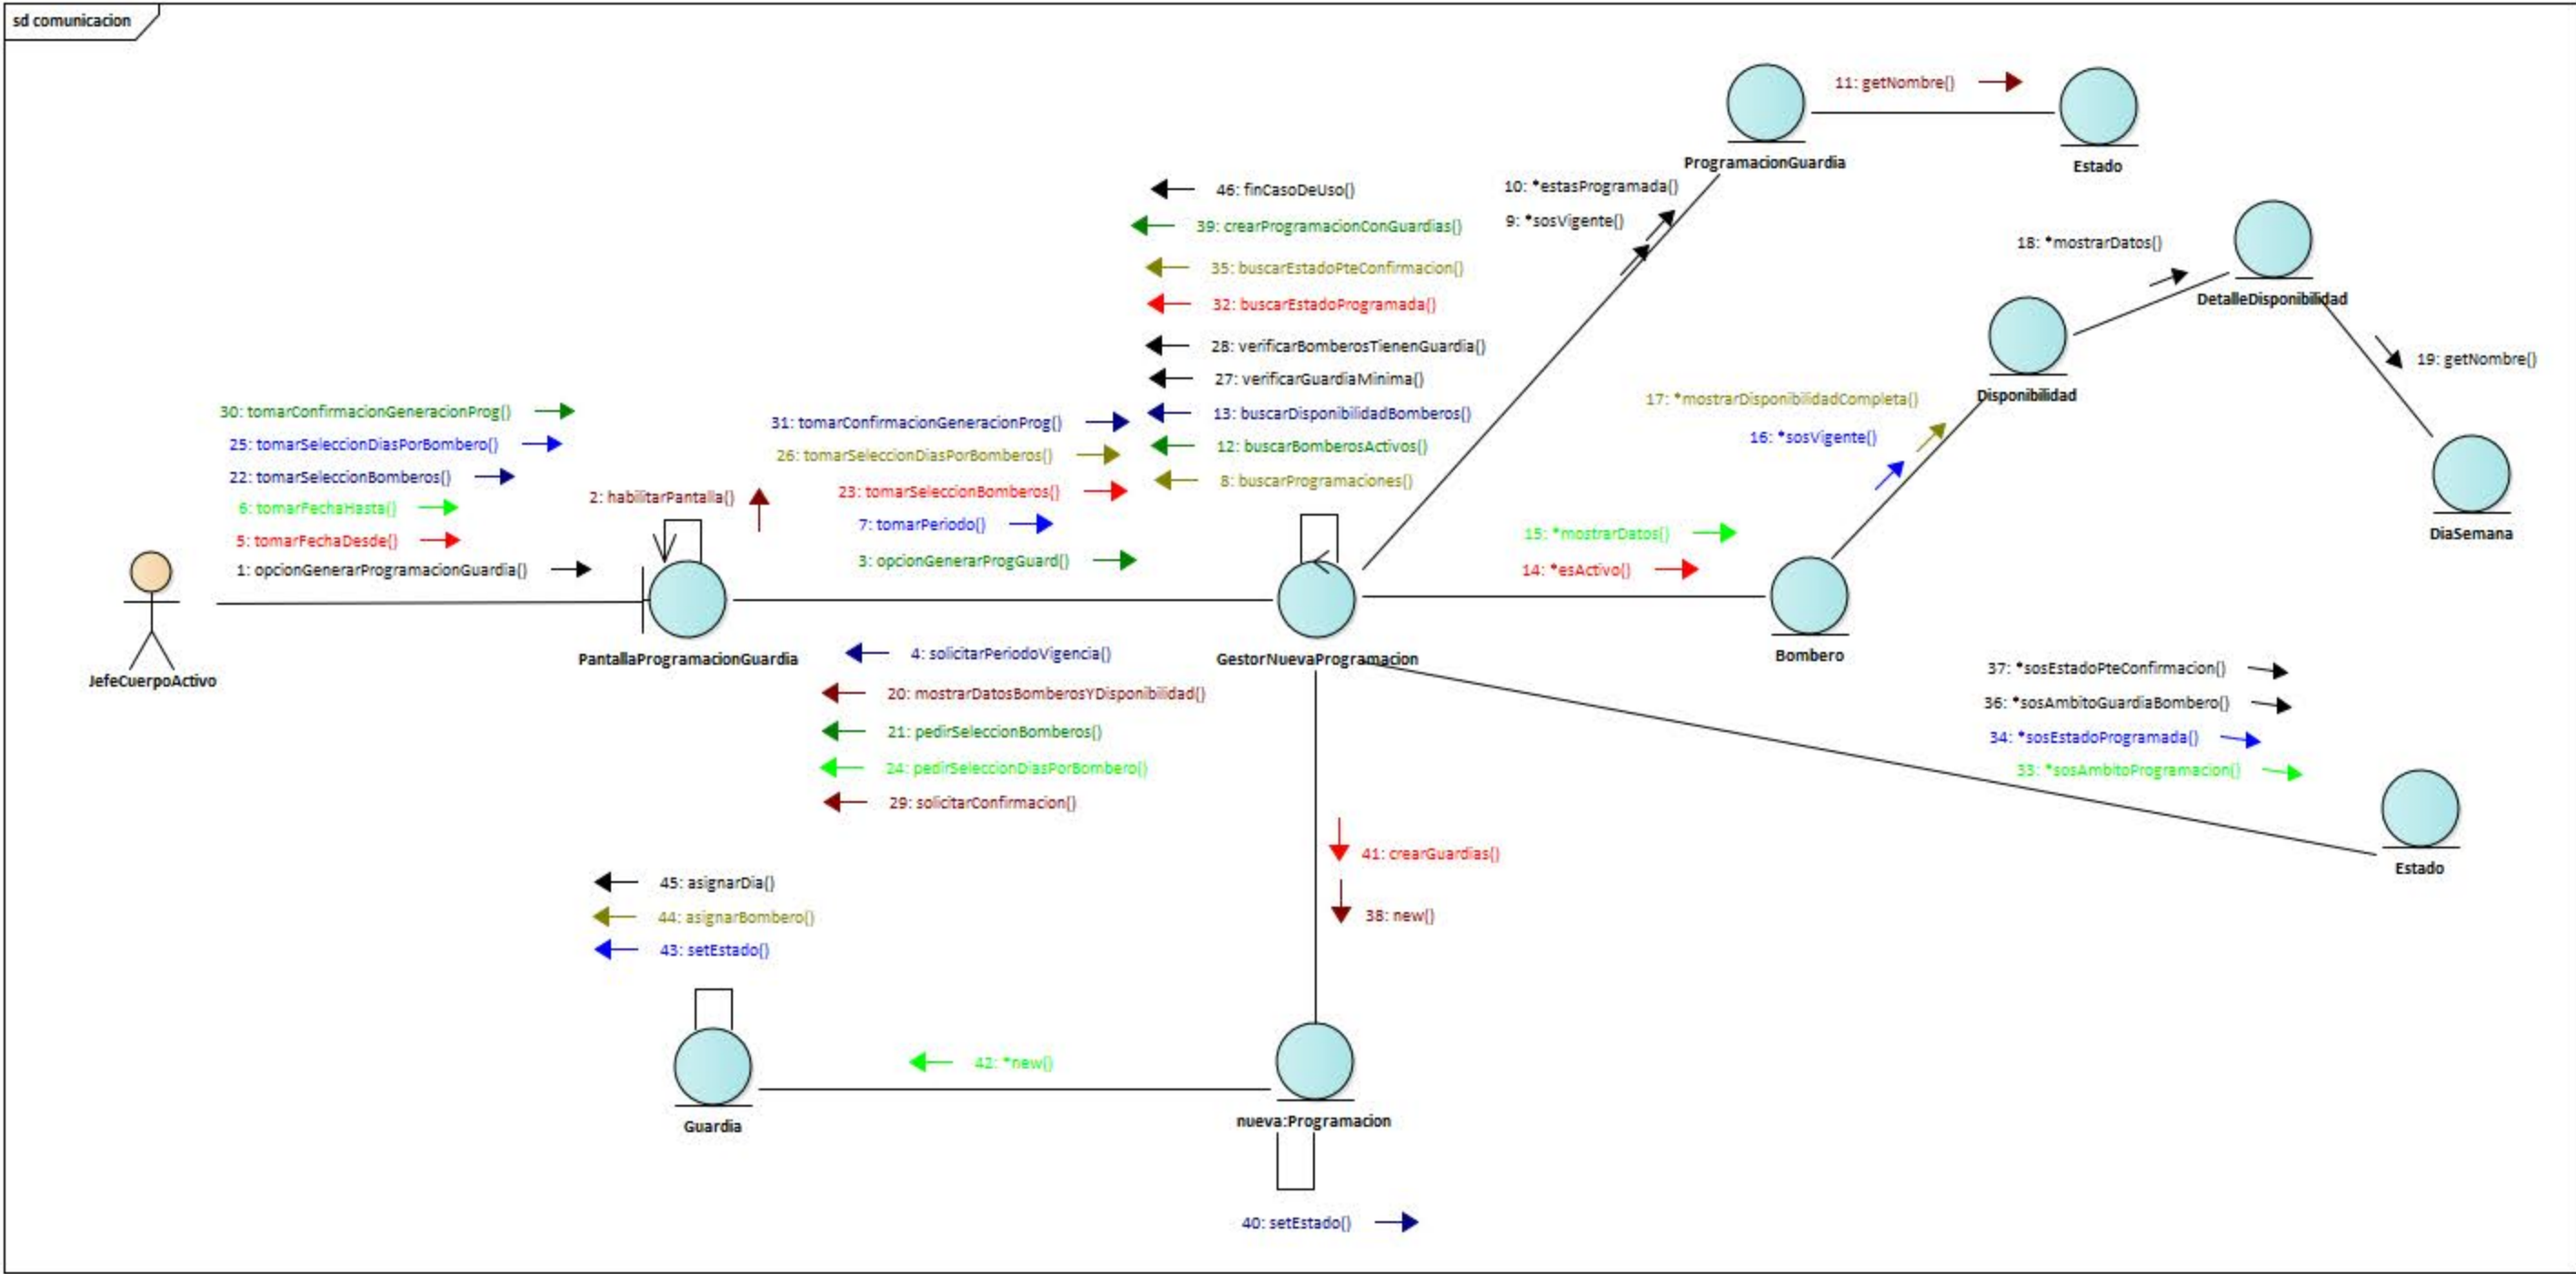 sd comunicacion
11: getNombre()
ProgramacionGuardia
Estado
46: finCasoDeUso()
39: crearProgramacionConGuardias()
35: buscarEstadoPteConfirmacion()
32: buscarEstadoProgramada()
28: verificarBomberosTienenGuardia()
27: verificarGuardiaMinima()
13: buscarDisponibilidadBomberos()
12: buscarBomberosActivos()
8: buscarProgramaciones()
10: *estasProgramada()
9: *sosVigente()
18: *mostrarDatos()
DetalleDisponibilidad
19: getNombre()
Disponibilidad
17: *mostrarDisponibilidadCompleta()
16: *sosVigente()
DiaSemana
30: tomarConfirmacionGeneracionProg()
25: tomarSeleccionDiasPorBombero()
22: tomarSeleccionBomberos()
6: tomarFechaHasta()
5: tomarFechaDesde()
1: opcionGenerarProgramacionGuardia()
2: habilitarPantalla()
31: tomarConfirmacionGeneracionProg()
26: tomarSeleccionDiasPorBomberos()
23: tomarSeleccionBomberos()
7: tomarPeriodo()
3: opcionGenerarProgGuard()
15: *mostrarDatos()
14: *esActivo()
JefeCuerpoActivo
PantallaProgramacionGuardia
GestorNuevaProgramacion
Bombero
4: solicitarPeriodoVigencia()
20: mostrarDatosBomberosYDisponibilidad()
21: pedirSeleccionBomberos()
24: pedirSeleccionDiasPorBombero()
29: solicitarConfirmacion()
37: *sosEstadoPteConfirmacion()
36: *sosAmbitoGuardiaBombero()
34: *sosEstadoProgramada()
33: *sosAmbitoProgramacion()
Estado
41: crearGuardias()
38: new()
45: asignarDia()
44: asignarBombero()
43: setEstado()
42: *new()
Guardia
nueva:Programacion
40: setEstado()